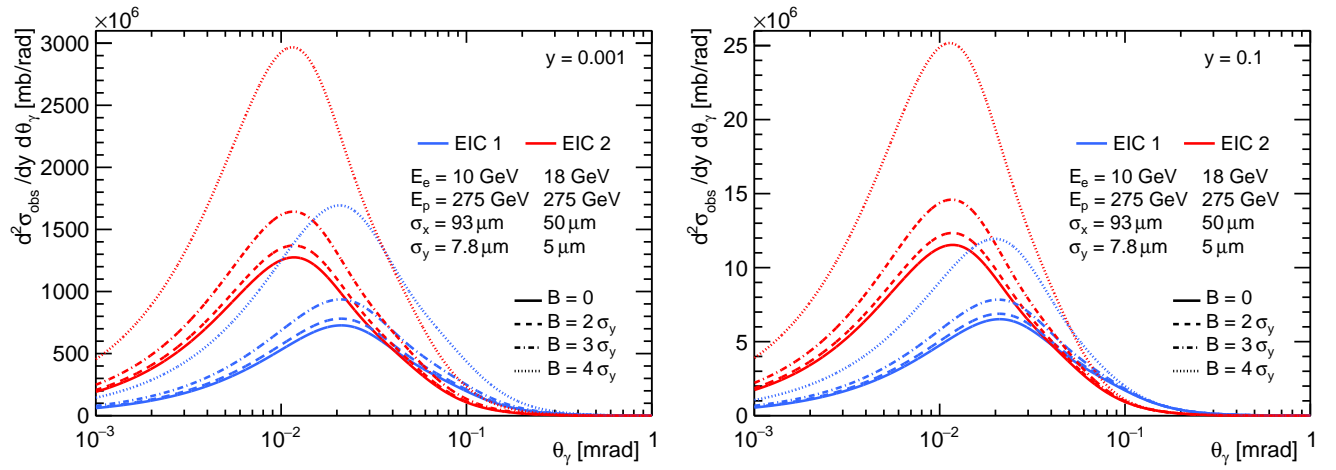 ×10⁶
d²σ_obs/dy dθ_γ [mb/rad]
3000
2500
2000
1500
1000
500
0
y = 0.001
EIC 1 EIC 2
E_e = 10 GeV 18 GeV
E_p = 275 GeV 275 GeV
σ_x = 93 μm 50 μm
σ_y = 7.8 μm 5 μm
B = 0
B = 2 σ_y
B = 3 σ_y
B = 4 σ_y
10⁻³ 10⁻² 10⁻¹ 1
θ_γ [mrad]
×10⁶
d²σ_obs/dy dθ_γ [mb/rad]
25
20
15
10
5
0
y = 0.1
EIC 1 EIC 2
E_e = 10 GeV 18 GeV
E_p = 275 GeV 275 GeV
σ_x = 93 μm 50 μm
σ_y = 7.8 μm 5 μm
B = 0
B = 2 σ_y
B = 3 σ_y
B = 4 σ_y
10⁻³ 10⁻² 10⁻¹ 1
θ_γ [mrad]